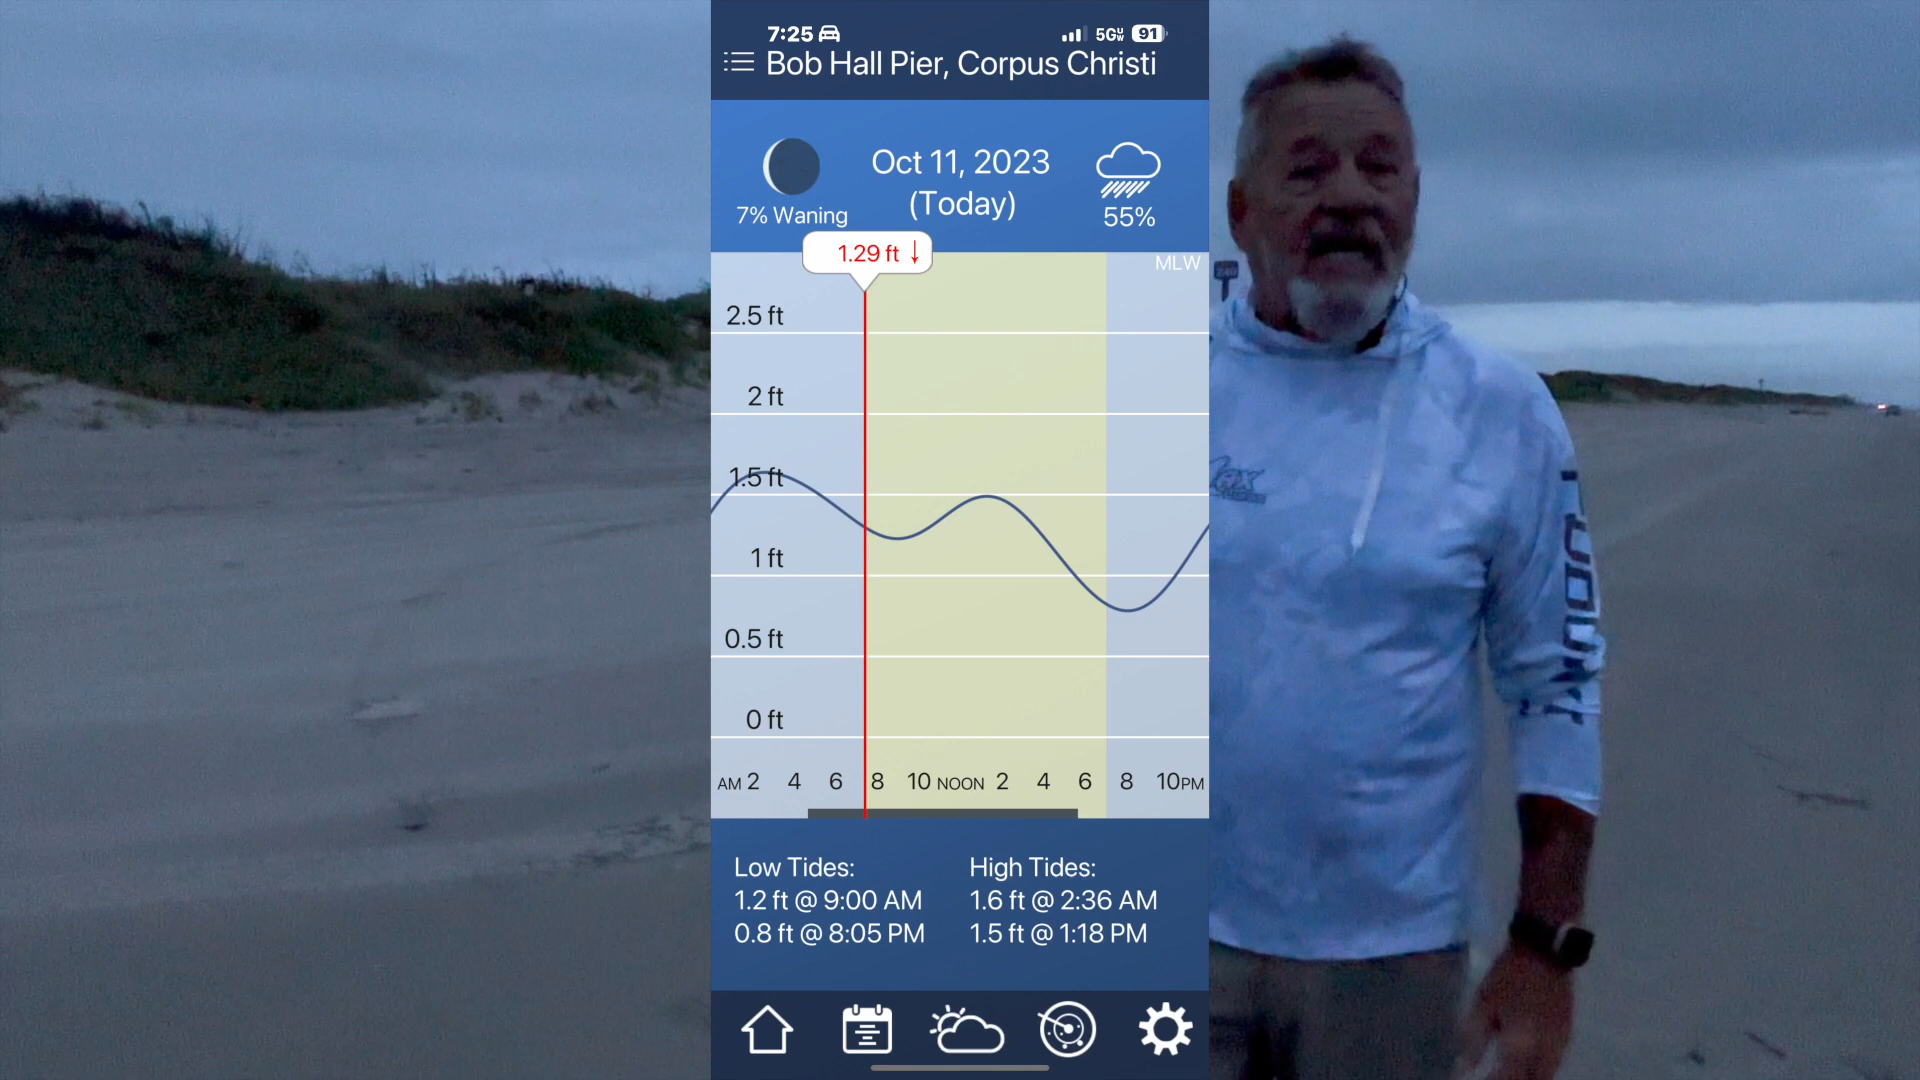 7:25
5G
91
Bob Hall Pier, Corpus Christi
Oct 11, 2023
(Today)
7% Waning
55%
1.29 ft ↓
MLW
2.5 ft
2 ft
1.5 ft
1 ft
0.5 ft
0 ft
AM 2 4 6 8 10 NOON 2 4 6 8 10PM
Low Tides:
1.2 ft @ 9:00 AM
0.8 ft @ 8:05 PM
High Tides:
1.6 ft @ 2:36 AM
1.5 ft @ 1:18 PM